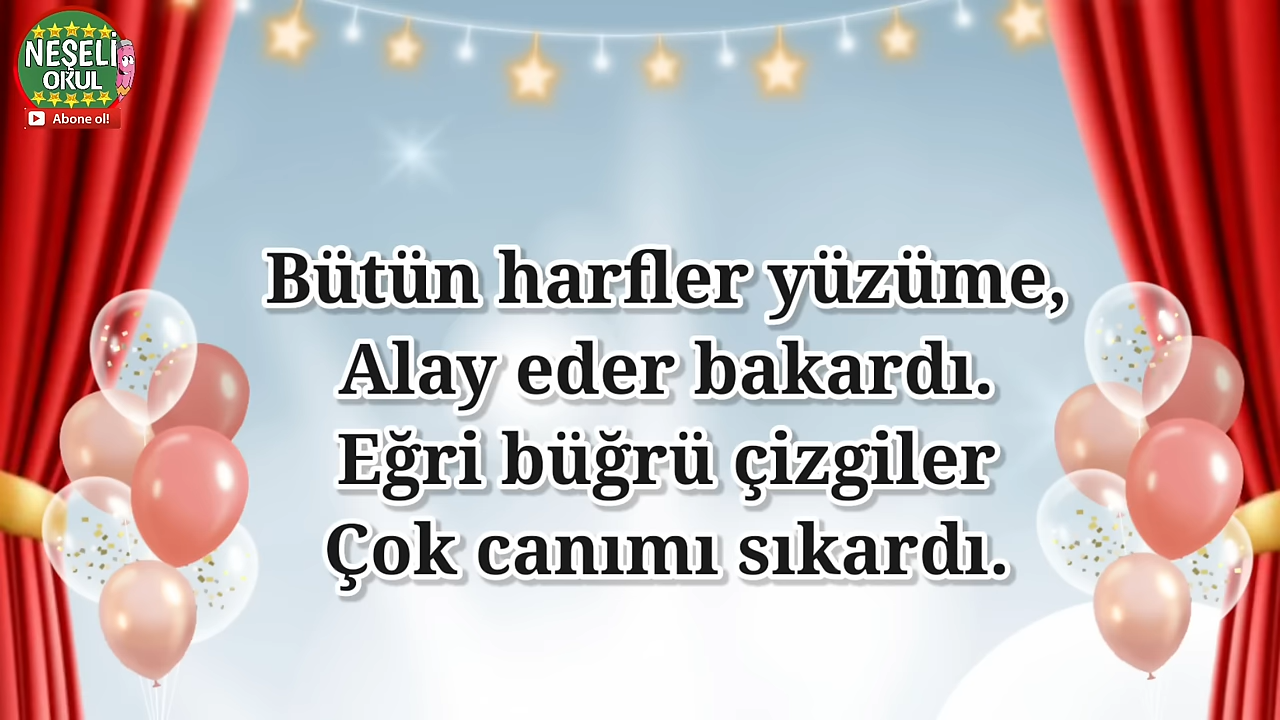 NEŞELİ
OKUL
Abone ol!
Bütün harfler yüzüme,
Alay eder bakardı.
Eğri büğrü çizgiler
Çok canımı sıkardı.